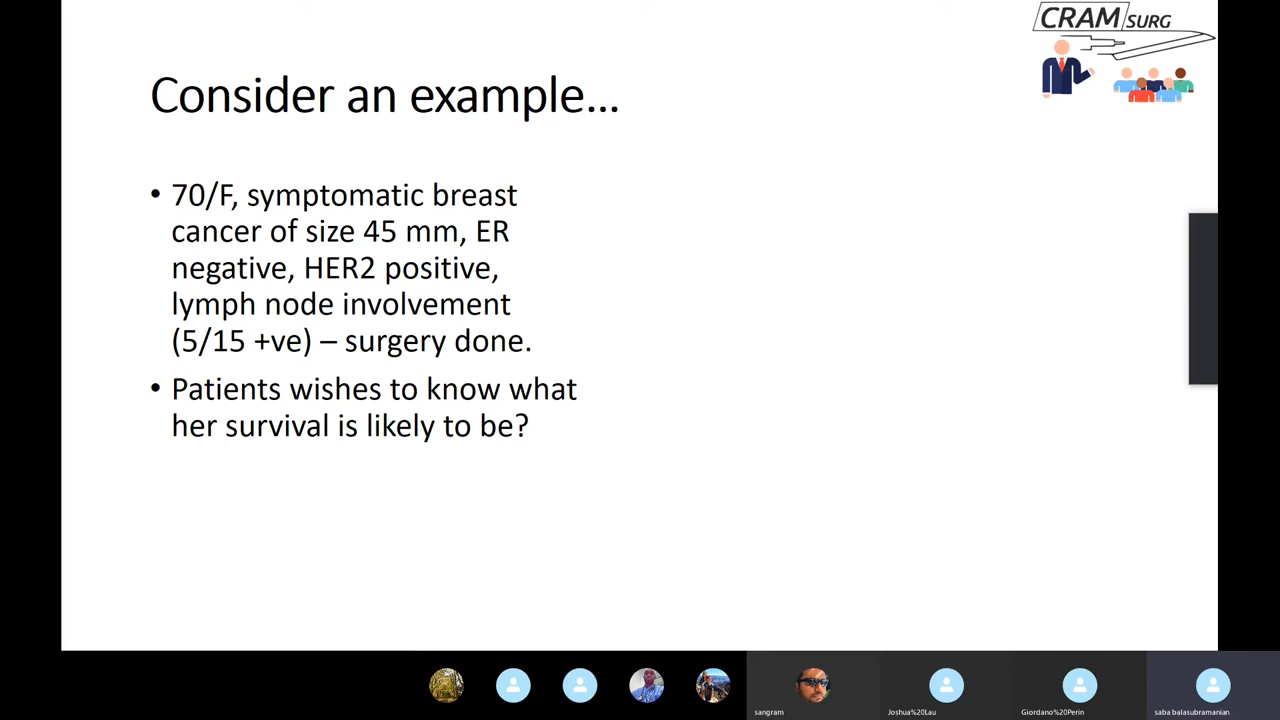 CRAM SURG
Consider an example...
• 70/F, symptomatic breast
cancer of size 45 mm, ER
negative, HER2 positive,
lymph node involvement
(5/15 +ve) – surgery done.
• Patients wishes to know what
her survival is likely to be?
sangram
Joshua%20Lau
Giordano%20Perin
saba balasubramanian